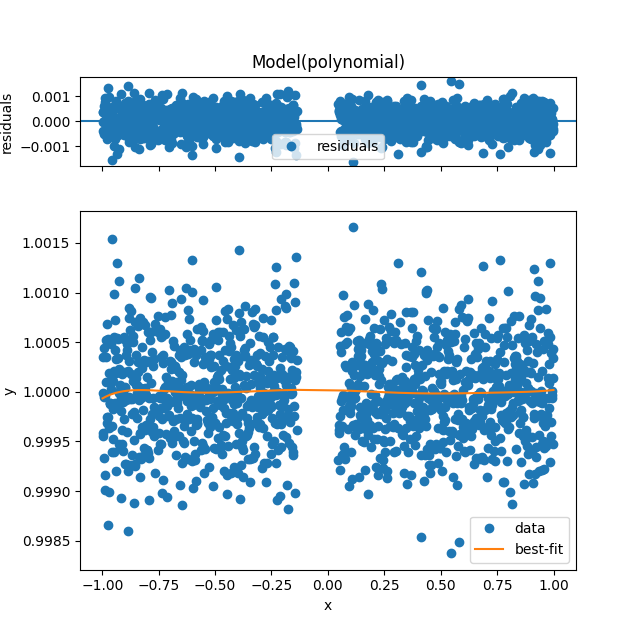 Model(polynomial)
residuals
0.001
0.000
−0.001
residuals
y
1.0015
1.0010
1.0005
1.0000
0.9995
0.9990
0.9985
data
best-fit
−1.00 −0.75 −0.50 −0.25 0.00 0.25 0.50 0.75 1.00
x